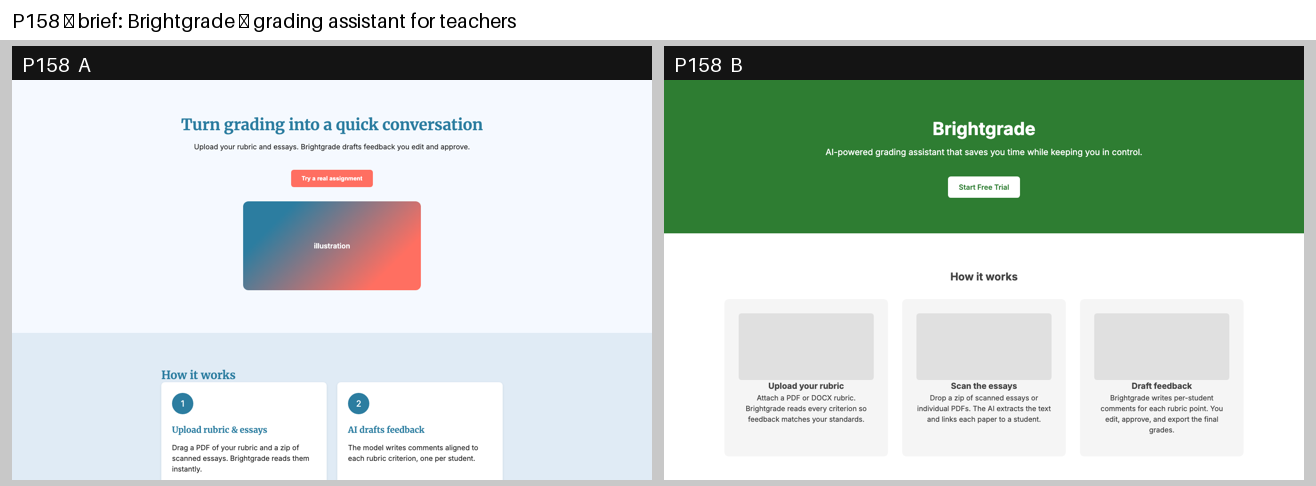 P158 brief: Brightgrade grading assistant for teachers
P158 A
Turn grading into a quick conversation
Upload your rubric and essays. Brightgrade drafts feedback you edit and approve.
Try a real assignment
illustration
How it works
1
Upload rubric & essays
Drag a PDF of your rubric and a zip of
scanned essays. Brightgrade reads them
instantly.
2
AI drafts feedback
The model writes comments aligned to
each rubric criterion, one per student.
P158 B
Brightgrade
AI-powered grading assistant that saves you time while keeping you in control.
Start Free Trial
How it works
Upload your rubric
Attach a PDF or DOCX rubric.
Brightgrade reads every criterion so
feedback matches your standards.
Scan the essays
Drop a zip of scanned essays or
individual PDFs. The AI extracts the text
and links each paper to a student.
Draft feedback
Brightgrade writes per-student
comments for each rubric point. You
edit, approve, and export the final
grades.